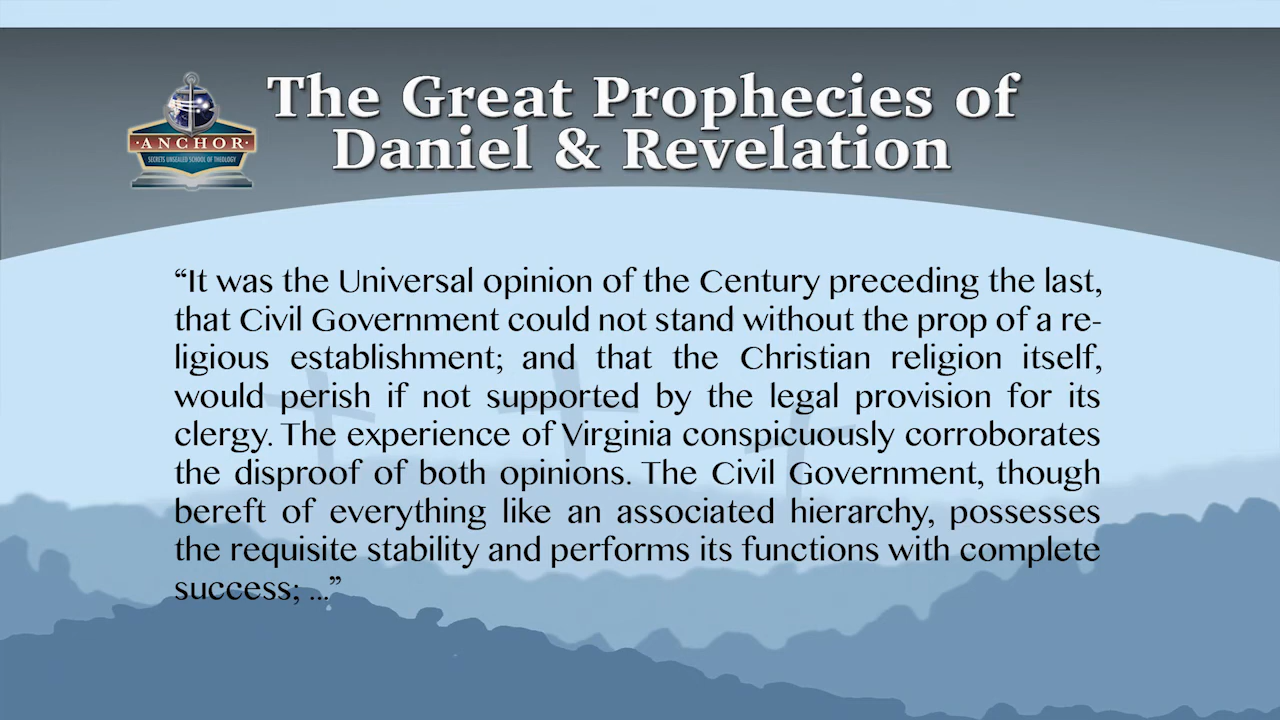 The Great Prophecies of
Daniel & Revelation
·ANCHOR·
SECRETS UNSEALED SCHOOL OF THEOLOGY
“It was the Universal opinion of the Century preceding the last,
that Civil Government could not stand without the prop of a re-
ligious establishment; and that the Christian religion itself,
would perish if not supported by the legal provision for its
clergy. The experience of Virginia conspicuously corroborates
the disproof of both opinions. The Civil Government, though
bereft of everything like an associated hierarchy, possesses
the requisite stability and performs its functions with complete
success; ...”